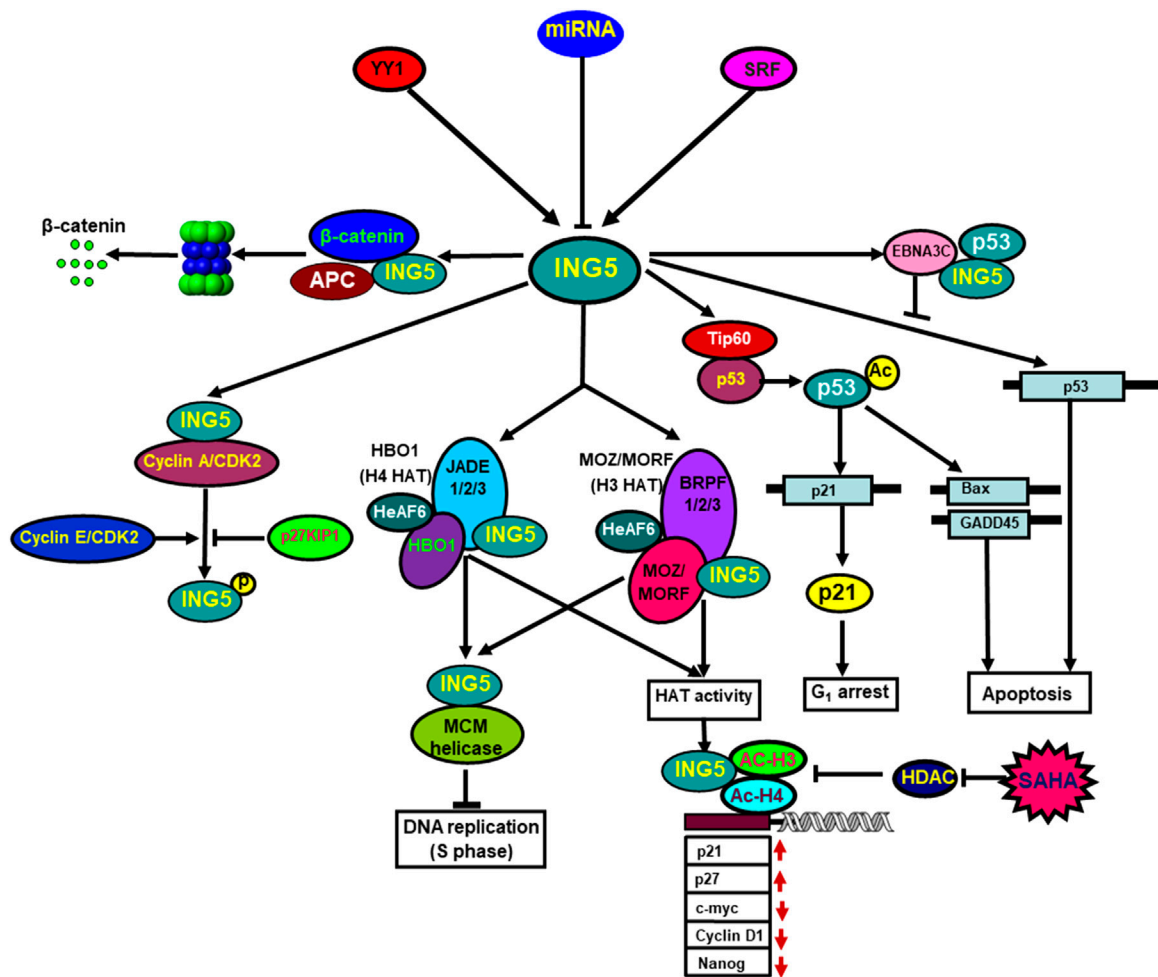 miRNA
YY1
SRF
β-catenin
β-catenin
APC
ING5
ING5
EBNA3C
p53
ING5
Tip60
p53
p53
Ac
p53
ING5
Cyclin A/CDK2
HBO1
(H4 HAT)
JADE
1/2/3
HeAF6
HBO1
ING5
MOZ/MORF
(H3 HAT)
BRPF
1/2/3
HeAF6
MOZ/
MORF
ING5
p21
Bax
GADD45
Cyclin E/CDK2
p27KIP1
ING5
p
p21
ING5
MCM
helicase
HAT activity
G₁ arrest
Apoptosis
ING5
AC-H3
Ac-H4
HDAC
SAHA
DNA replication
(S phase)
p21
p27
c-myc
Cyclin D1
Nanog